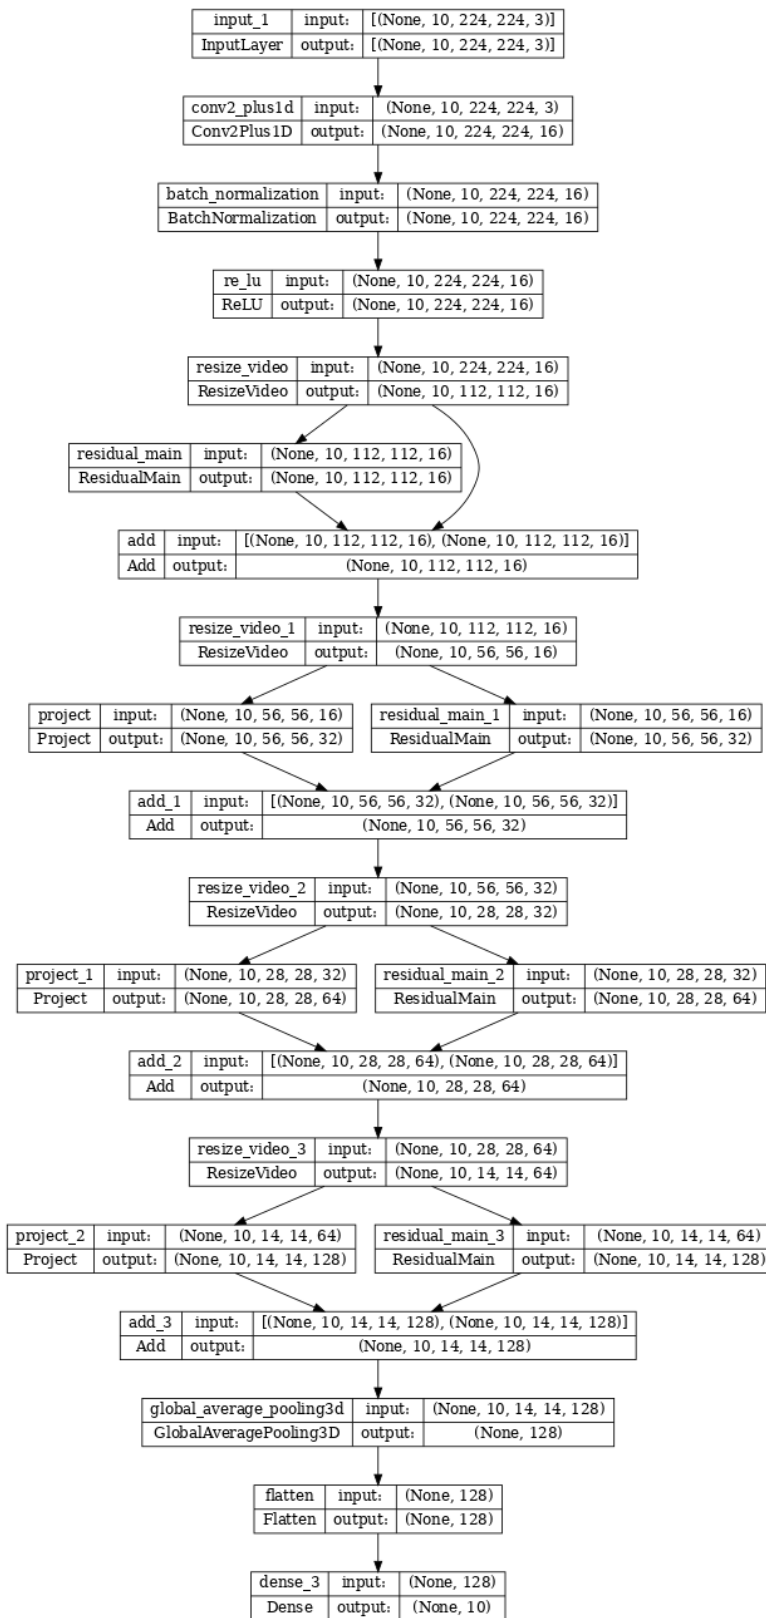 input_1 input: [(None, 10, 224, 224, 3)]
InputLayer output: [(None, 10, 224, 224, 3)]
conv2_plus1d input: (None, 10, 224, 224, 3)
Conv2Plus1D output: (None, 10, 224, 224, 16)
batch_normalization input: (None, 10, 224, 224, 16)
BatchNormalization output: (None, 10, 224, 224, 16)
re_lu input: (None, 10, 224, 224, 16)
ReLU output: (None, 10, 224, 224, 16)
resize_video input: (None, 10, 224, 224, 16)
ResizeVideo output: (None, 10, 112, 112, 16)
residual_main input: (None, 10, 112, 112, 16)
ResidualMain output: (None, 10, 112, 112, 16)
add input: [(None, 10, 112, 112, 16), (None, 10, 112, 112, 16)]
Add output: (None, 10, 112, 112, 16)
resize_video_1 input: (None, 10, 112, 112, 16)
ResizeVideo output: (None, 10, 56, 56, 16)
project input: (None, 10, 56, 56, 16)
Project output: (None, 10, 56, 56, 32)
residual_main_1 input: (None, 10, 56, 56, 16)
ResidualMain output: (None, 10, 56, 56, 32)
add_1 input: [(None, 10, 56, 56, 32), (None, 10, 56, 56, 32)]
Add output: (None, 10, 56, 56, 32)
resize_video_2 input: (None, 10, 56, 56, 32)
ResizeVideo output: (None, 10, 28, 28, 32)
project_1 input: (None, 10, 28, 28, 32)
Project output: (None, 10, 28, 28, 64)
residual_main_2 input: (None, 10, 28, 28, 32)
ResidualMain output: (None, 10, 28, 28, 64)
add_2 input: [(None, 10, 28, 28, 64), (None, 10, 28, 28, 64)]
Add output: (None, 10, 28, 28, 64)
resize_video_3 input: (None, 10, 28, 28, 64)
ResizeVideo output: (None, 10, 14, 14, 64)
project_2 input: (None, 10, 14, 14, 64)
Project output: (None, 10, 14, 14, 128)
residual_main_3 input: (None, 10, 14, 14, 64)
ResidualMain output: (None, 10, 14, 14, 128)
add_3 input: [(None, 10, 14, 14, 128), (None, 10, 14, 14, 128)]
Add output: (None, 10, 14, 14, 128)
global_average_pooling3d input: (None, 10, 14, 14, 128)
GlobalAveragePooling3D output: (None, 128)
flatten input: (None, 128)
Flatten output: (None, 128)
dense_3 input: (None, 128)
Dense output: (None, 10)